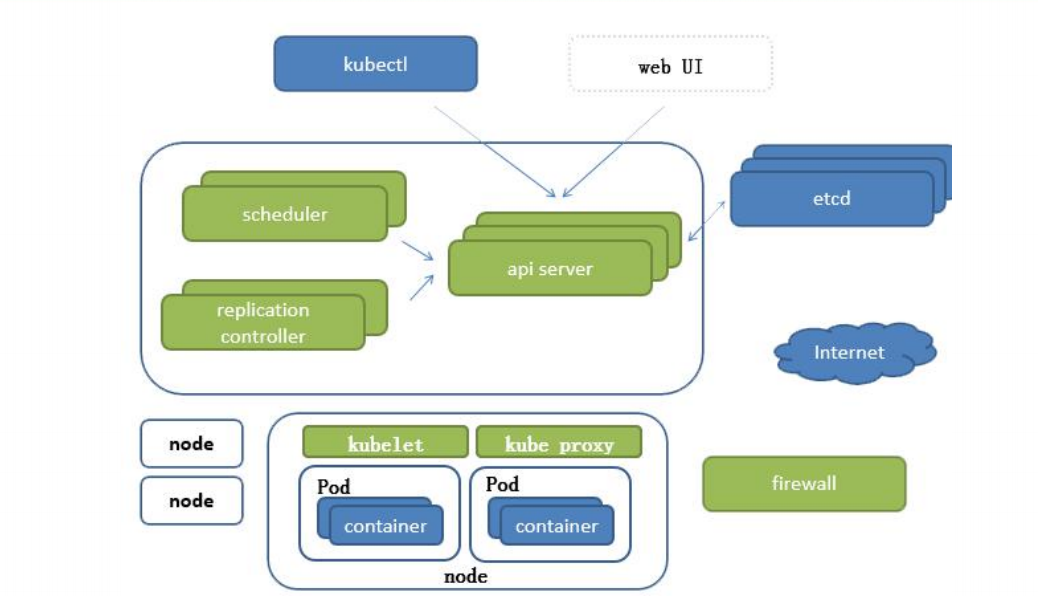 kubectl
web UI
scheduler
etcd
api server
replication
controller
Internet
node
node
kubelet
kube proxy
Pod
container
Pod
container
node
firewall